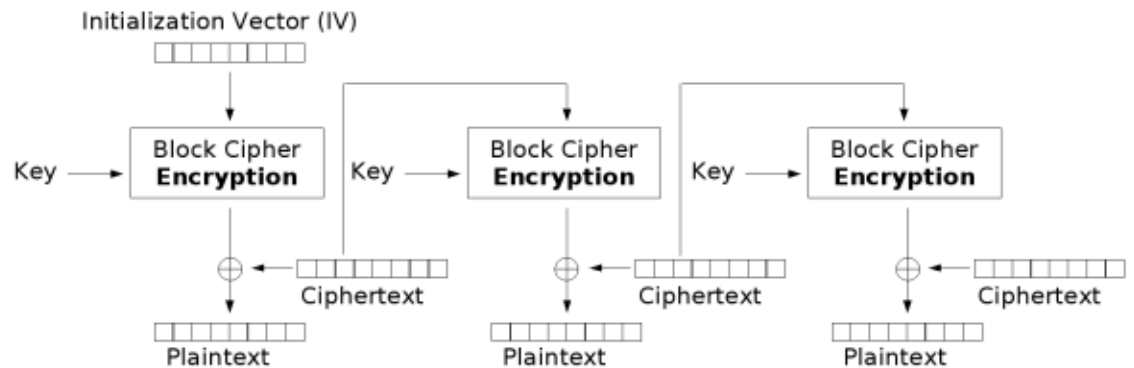 Initialization Vector (IV)
Key
Block Cipher
Encryption
Key
Block Cipher
Encryption
Key
Block Cipher
Encryption
Ciphertext
Ciphertext
Ciphertext
Plaintext
Plaintext
Plaintext